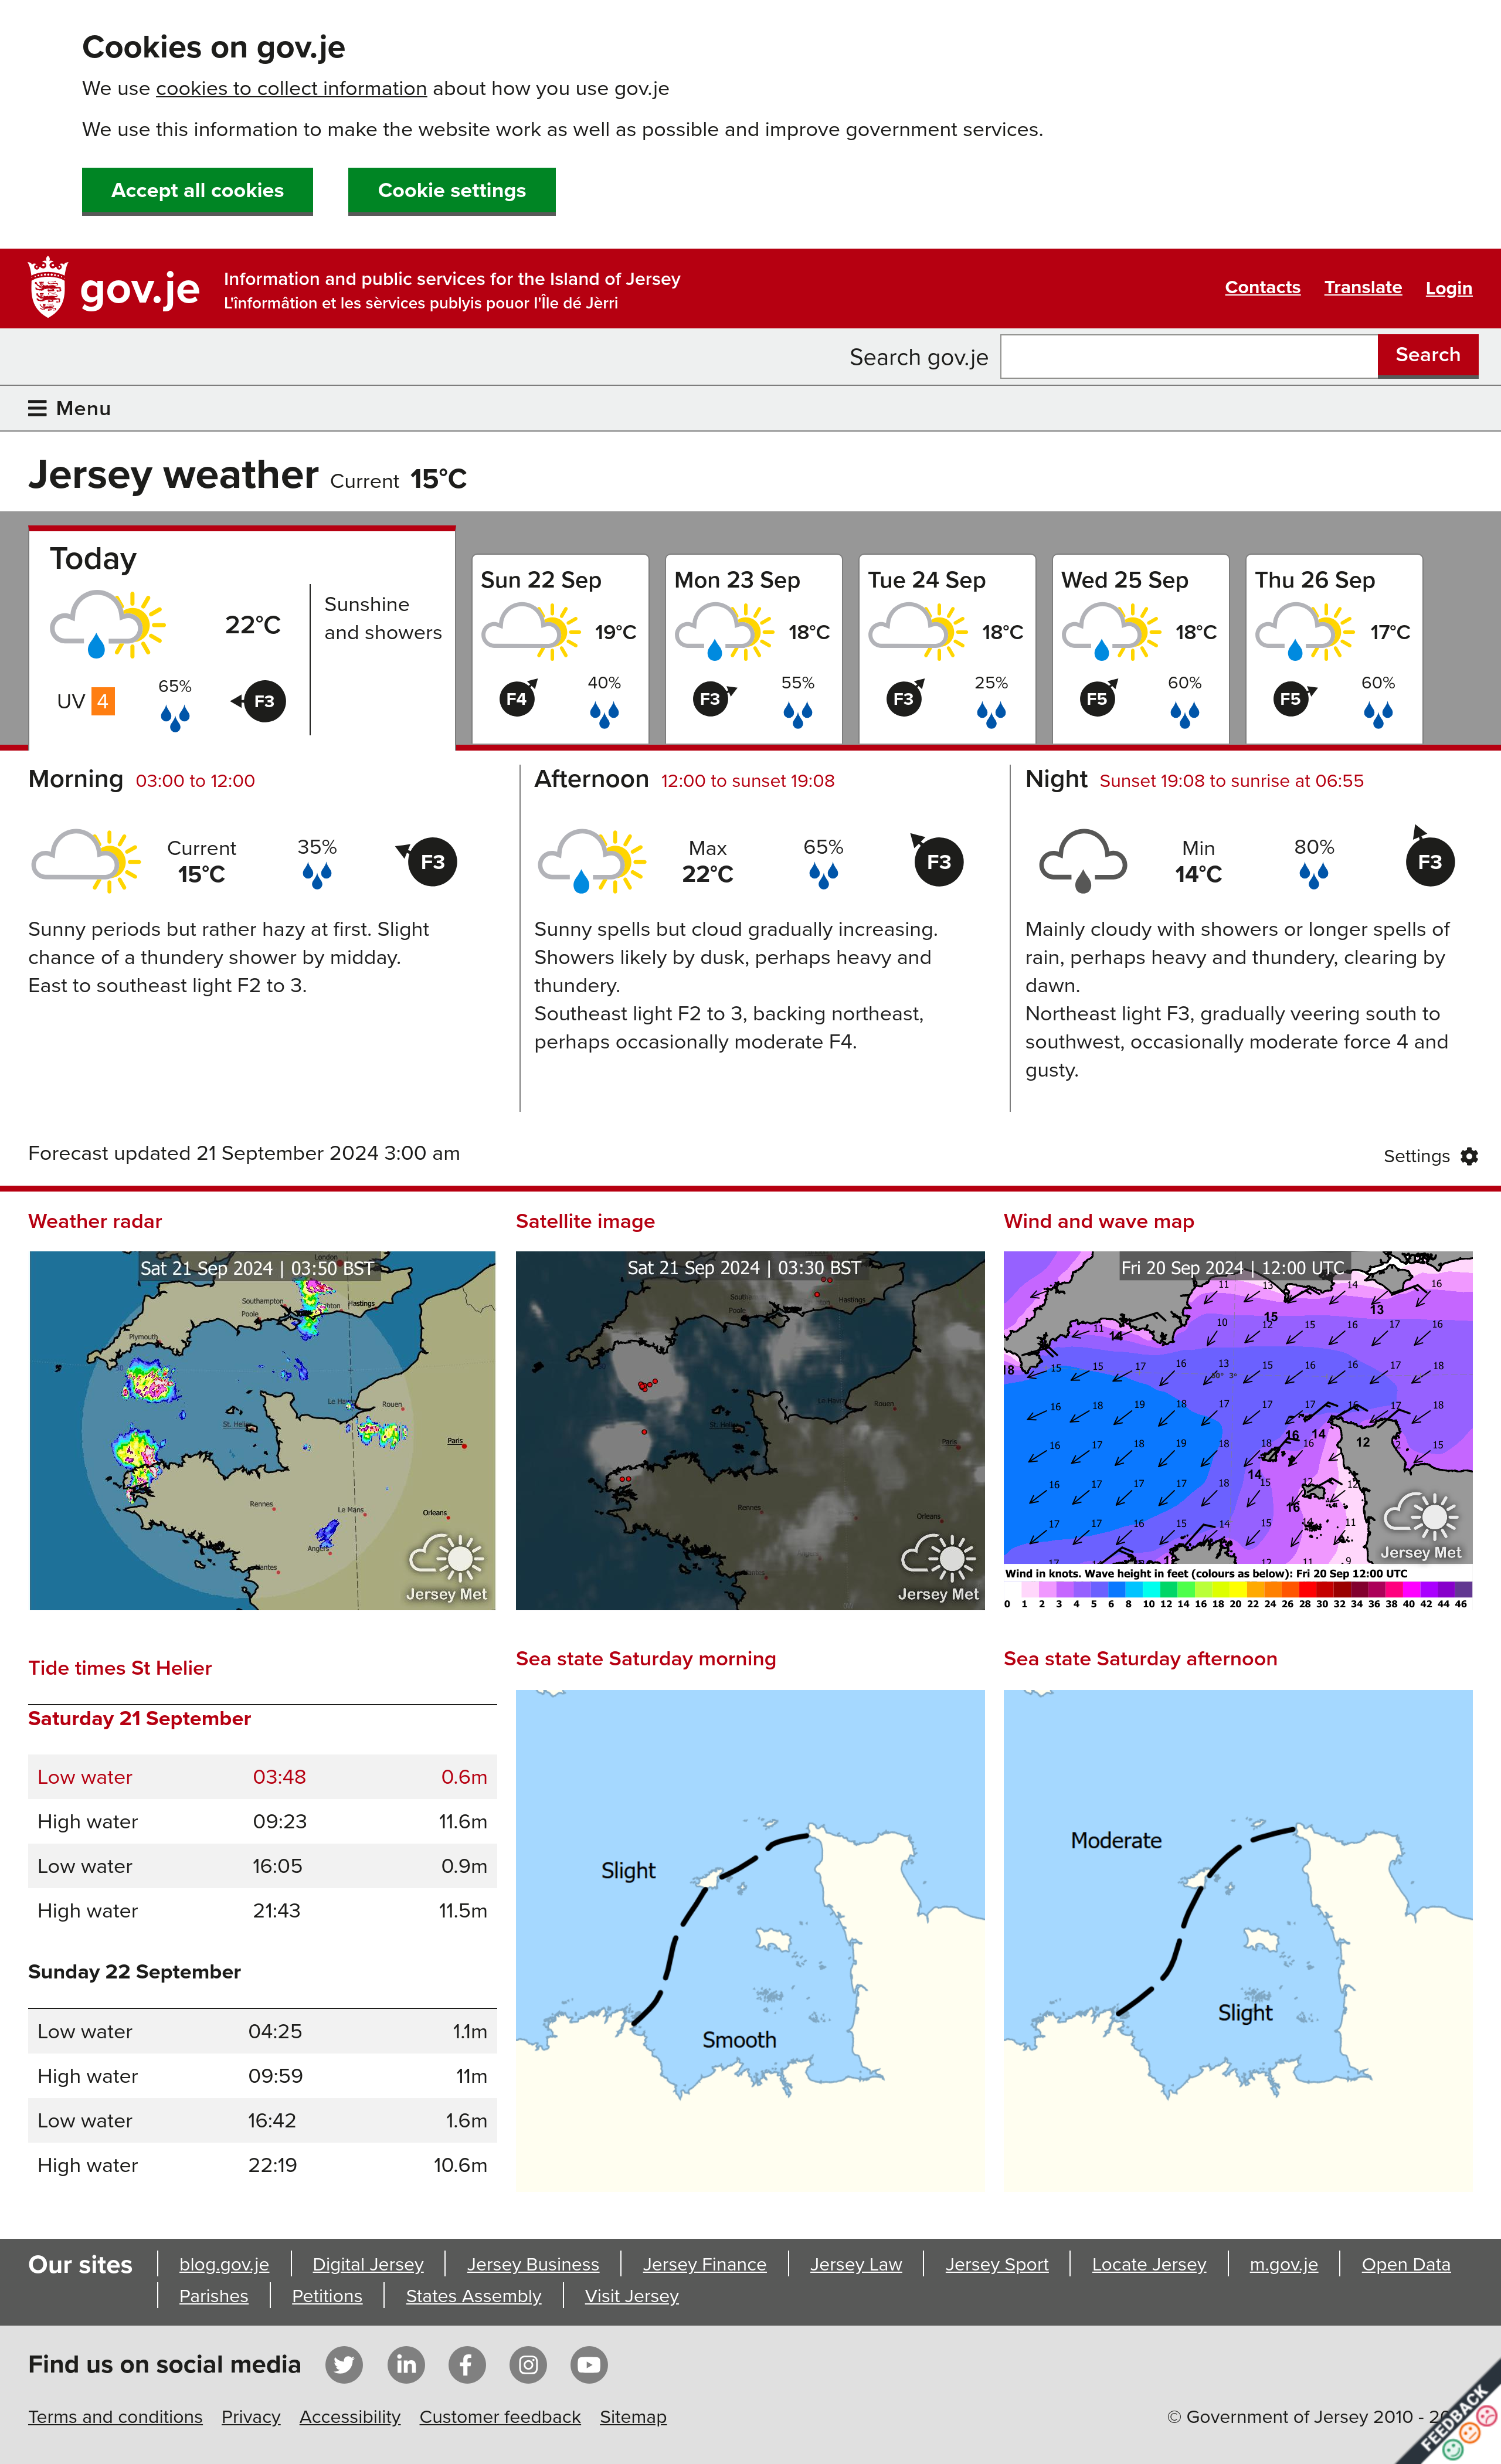 Cookies on gov.je
We use cookies to collect information about how you use gov.je
We use this information to make the website work as well as possible and improve government services.
Accept all cookies
Cookie settings
gov.je
Information and public services for the Island of Jersey
L'înformâtion et les sèrvices publyis pouor l'Île dé Jèrri
Contacts
Translate
Login
Search gov.je
Search
Menu
Jersey weather Current 15°C
Today
22°C
Sunshine
and showers
UV 4
65%
F3
Sun 22 Sep
19°C
F4
40%
Mon 23 Sep
18°C
F3
55%
Tue 24 Sep
18°C
F3
25%
Wed 25 Sep
18°C
F5
60%
Thu 26 Sep
17°C
F5
60%
Morning 03:00 to 12:00
Current
15°C
35%
F3
Sunny periods but rather hazy at first. Slight
chance of a thundery shower by midday.
East to southeast light F2 to 3.
Afternoon 12:00 to sunset 19:08
Max
22°C
65%
F3
Sunny spells but cloud gradually increasing.
Showers likely by dusk, perhaps heavy and
thundery.
Southeast light F2 to 3, backing northeast,
perhaps occasionally moderate F4.
Night Sunset 19:08 to sunrise at 06:55
Min
14°C
80%
F3
Mainly cloudy with showers or longer spells of
rain, perhaps heavy and thundery, clearing by
dawn.
Northeast light F3, gradually veering south to
southwest, occasionally moderate force 4 and
gusty.
Forecast updated 21 September 2024 3:00 am
Settings
Weather radar
Sat 21 Sep 2024 | 03:50 BST
London
Southampton
Hastings
Poole
Plymouth
Rouen
Paris
Rennes
Le Mans
Orleans
Angers
Nantes
Jersey Met
Satellite image
Sat 21 Sep 2024 | 03:30 BST
Poole
Hastings
Rouen
Paris
Rennes
Orleans
Jersey Met
Wind and wave map
Fri 20 Sep 2024 | 12:00 UTC
Jersey Met
Wind in knots. Wave height in feet (colours as below): Fri 20 Sep 12:00 UTC
0 1 2 3 4 5 6 8 10 12 14 16 18 20 22 24 26 28 30 32 34 36 38 40 42 44 46
Tide times St Helier
Saturday 21 September
Low water 03:48 0.6m
High water 09:23 11.6m
Low water 16:05 0.9m
High water 21:43 11.5m
Sunday 22 September
Low water 04:25 1.1m
High water 09:59 11m
Low water 16:42 1.6m
High water 22:19 10.6m
Sea state Saturday morning
Slight
Smooth
Sea state Saturday afternoon
Moderate
Slight
Our sites
blog.gov.je
Digital Jersey
Jersey Business
Jersey Finance
Jersey Law
Jersey Sport
Locate Jersey
m.gov.je
Open Data
Parishes
Petitions
States Assembly
Visit Jersey
Find us on social media
Terms and conditions
Privacy
Accessibility
Customer feedback
Sitemap
© Government of Jersey 2010 -
FEEDBACK